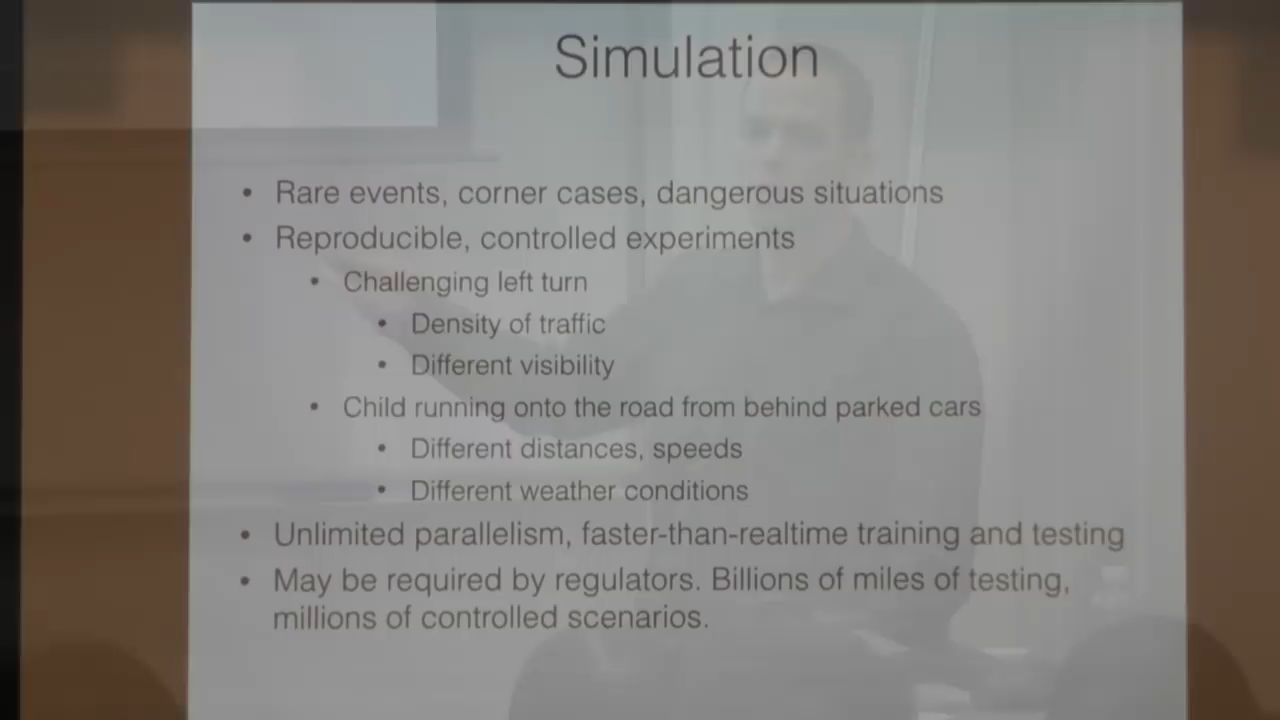 Simulation
• Rare events, corner cases, dangerous situations
• Reproducible, controlled experiments
• Challenging left turn
• Density of traffic
• Different visibility
• Child running onto the road from behind parked cars
• Different distances, speeds
• Different weather conditions
• Unlimited parallelism, faster-than-realtime training and testing
• May be required by regulators. Billions of miles of testing,
millions of controlled scenarios.